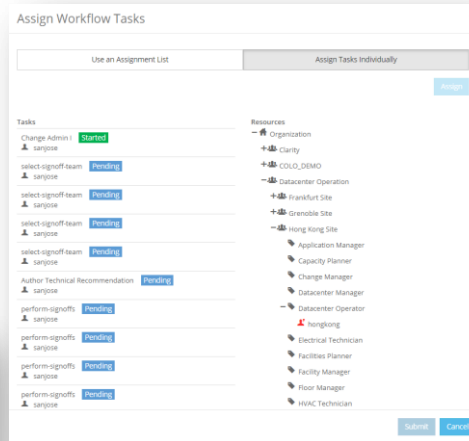 Assign Workflow Tasks
Use an Assignment List
Assign Tasks Individually
Assign
Tasks
Change Admin I Started
sanjose
select-signoff-team Pending
sanjose
select-signoff-team Pending
sanjose
select-signoff-team Pending
sanjose
select-signoff-team Pending
sanjose
Author Technical Recommendation Pending
sanjose
perform-signoffs Pending
sanjose
perform-signoffs Pending
sanjose
perform-signoffs Pending
sanjose
perform-signoffs Pending
sanjose
Resources
Organization
Clarity
COLO_DEMO
Datacenter Operation
Frankfurt Site
Grenoble Site
Hong Kong Site
Application Manager
Capacity Planner
Change Manager
Datacenter Manager
Datacenter Operator
hongkong
Electrical Technician
Facilities Planner
Facility Manager
Floor Manager
HVAC Technician
Submit
Cancel